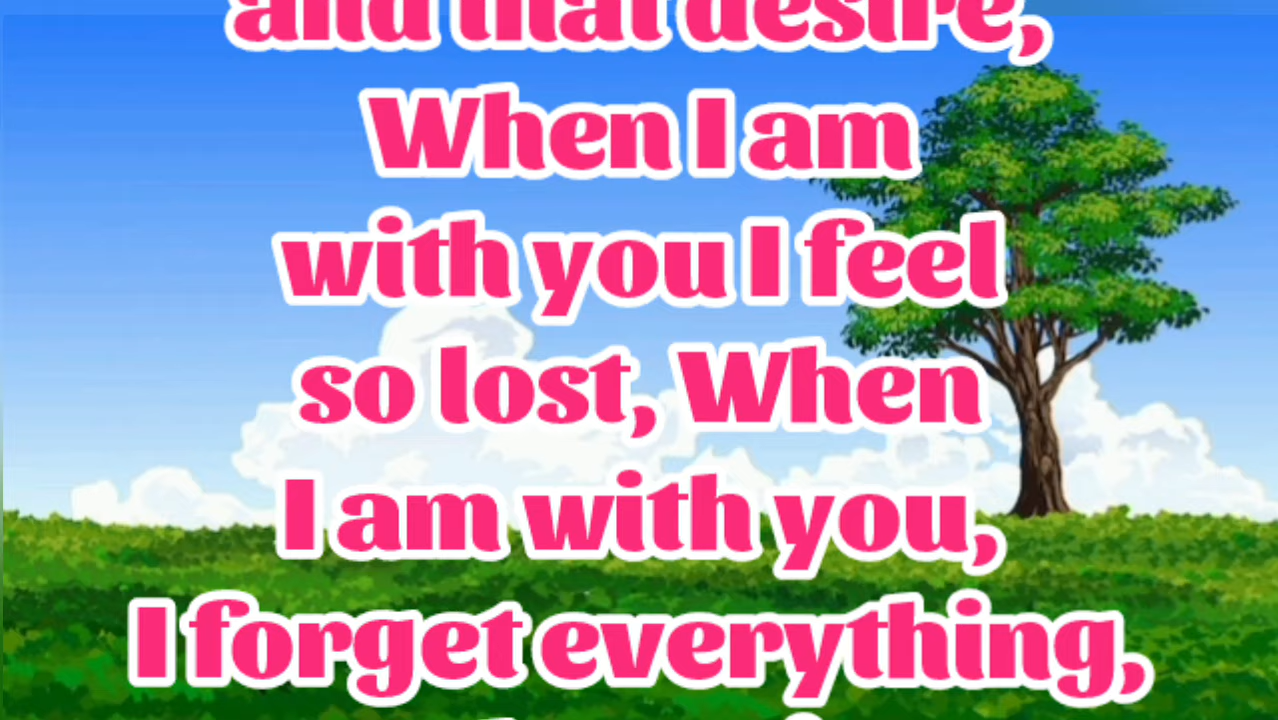 and that desire,
When I am
with you I feel
so lost, When
I am with you,
I forget everything,